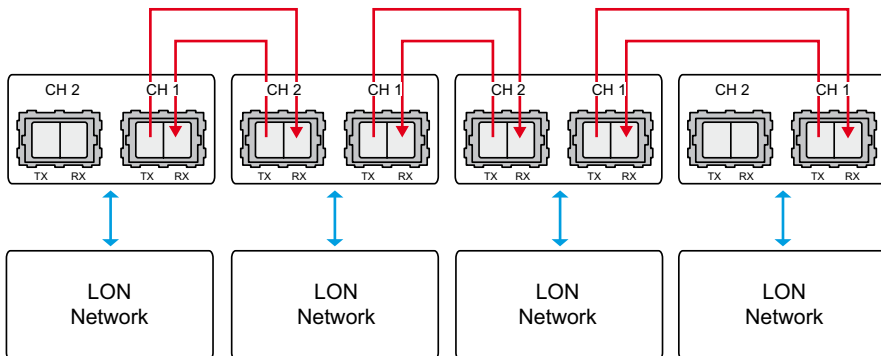 CH 2 CH 1 CH 2 CH 1 CH 2 CH 1 CH 2 CH 1
TX RX TX RX TX RX TX RX TX RX TX RX TX RX TX RX
LON LON LON LON
Network Network Network Network